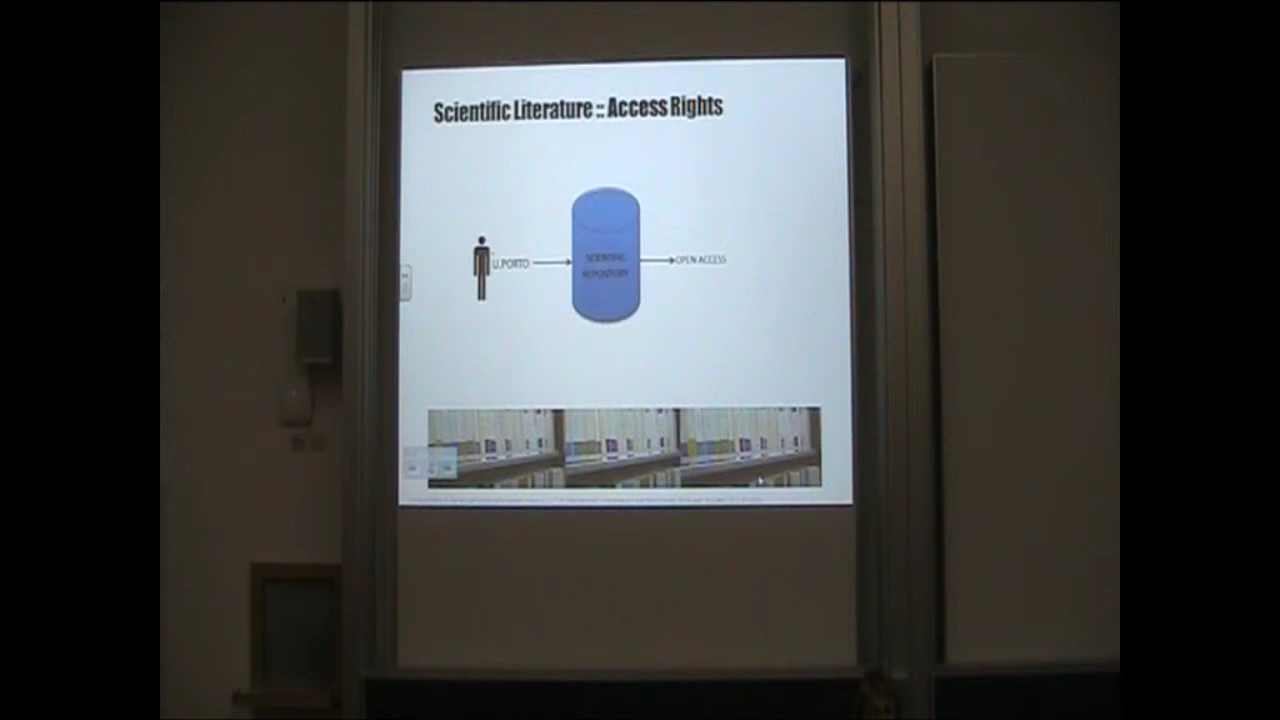 Scientific Literature :: Access Rights
U.PORTO
SCIENTIFIC
REPOSITORY
OPEN ACCESS